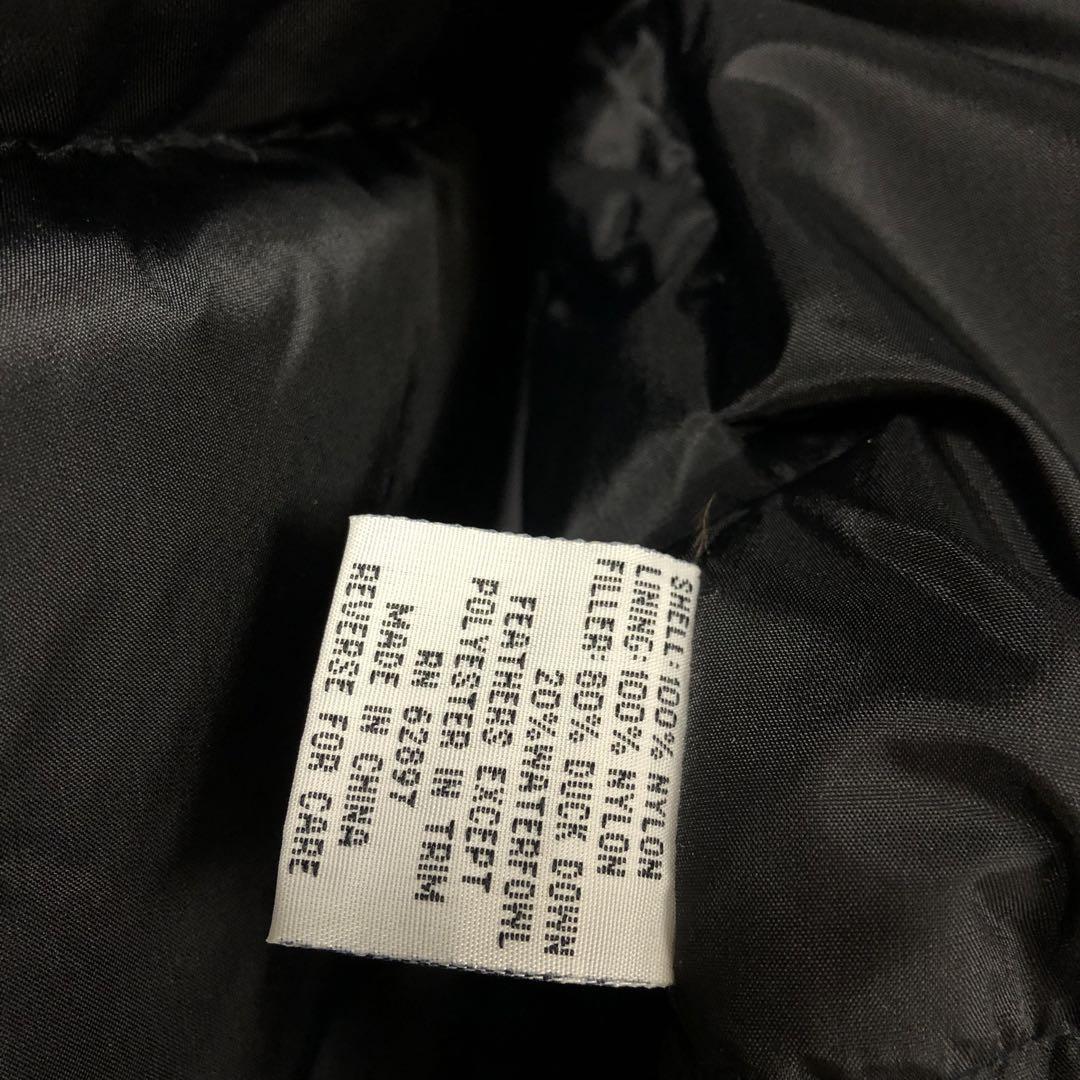 SHELL: 100% NYLON
LINING: 100% NYLON
FILLER: 80% DUCK DOWN
20% WATERFOWL
FEATHERS EXCEPT
POLYESTER IN TRIM
RN 62897
MADE IN CHINA
REVERSE FOR CARE